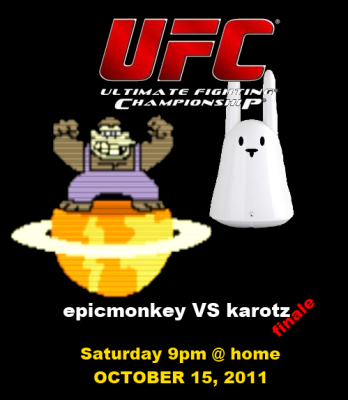 UFC®
ULTIMATE FIGHTING
CHAMPIONSHIP®
epicmonkey VS karotz
finale
Saturday 9pm @ home
OCTOBER 15, 2011